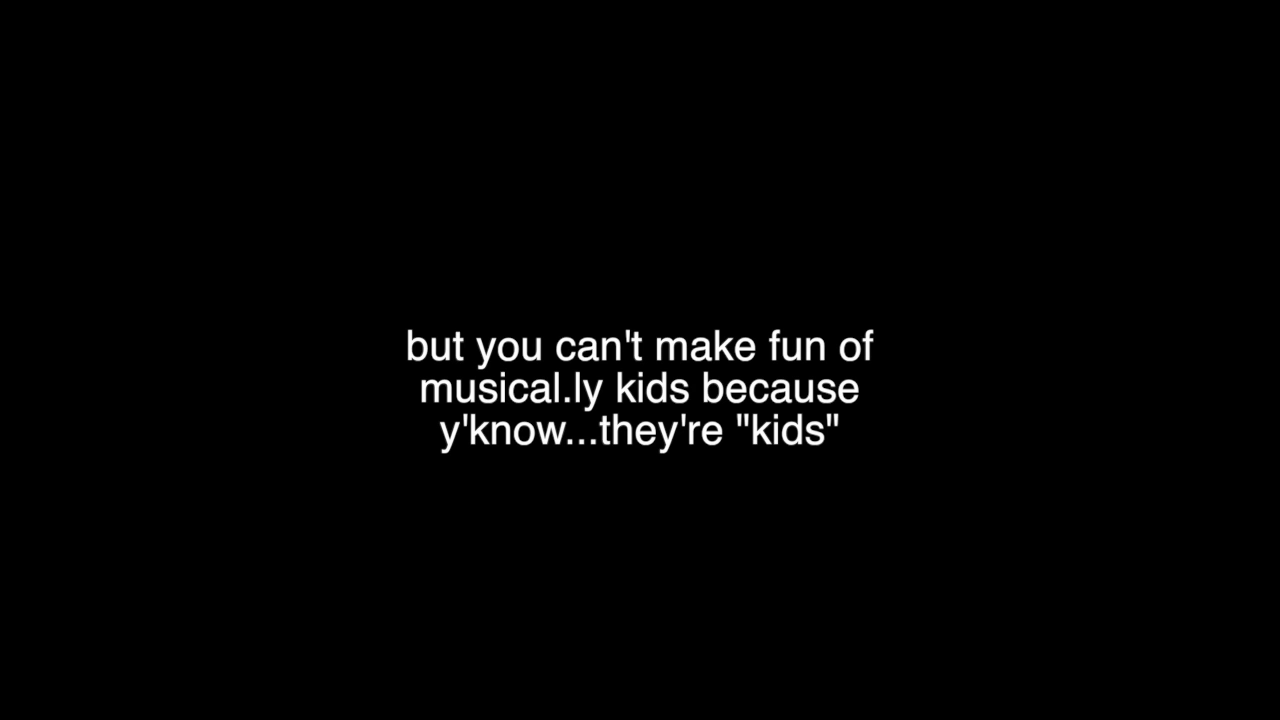 but you can't make fun of
musical.ly kids because
y'know...they're "kids"